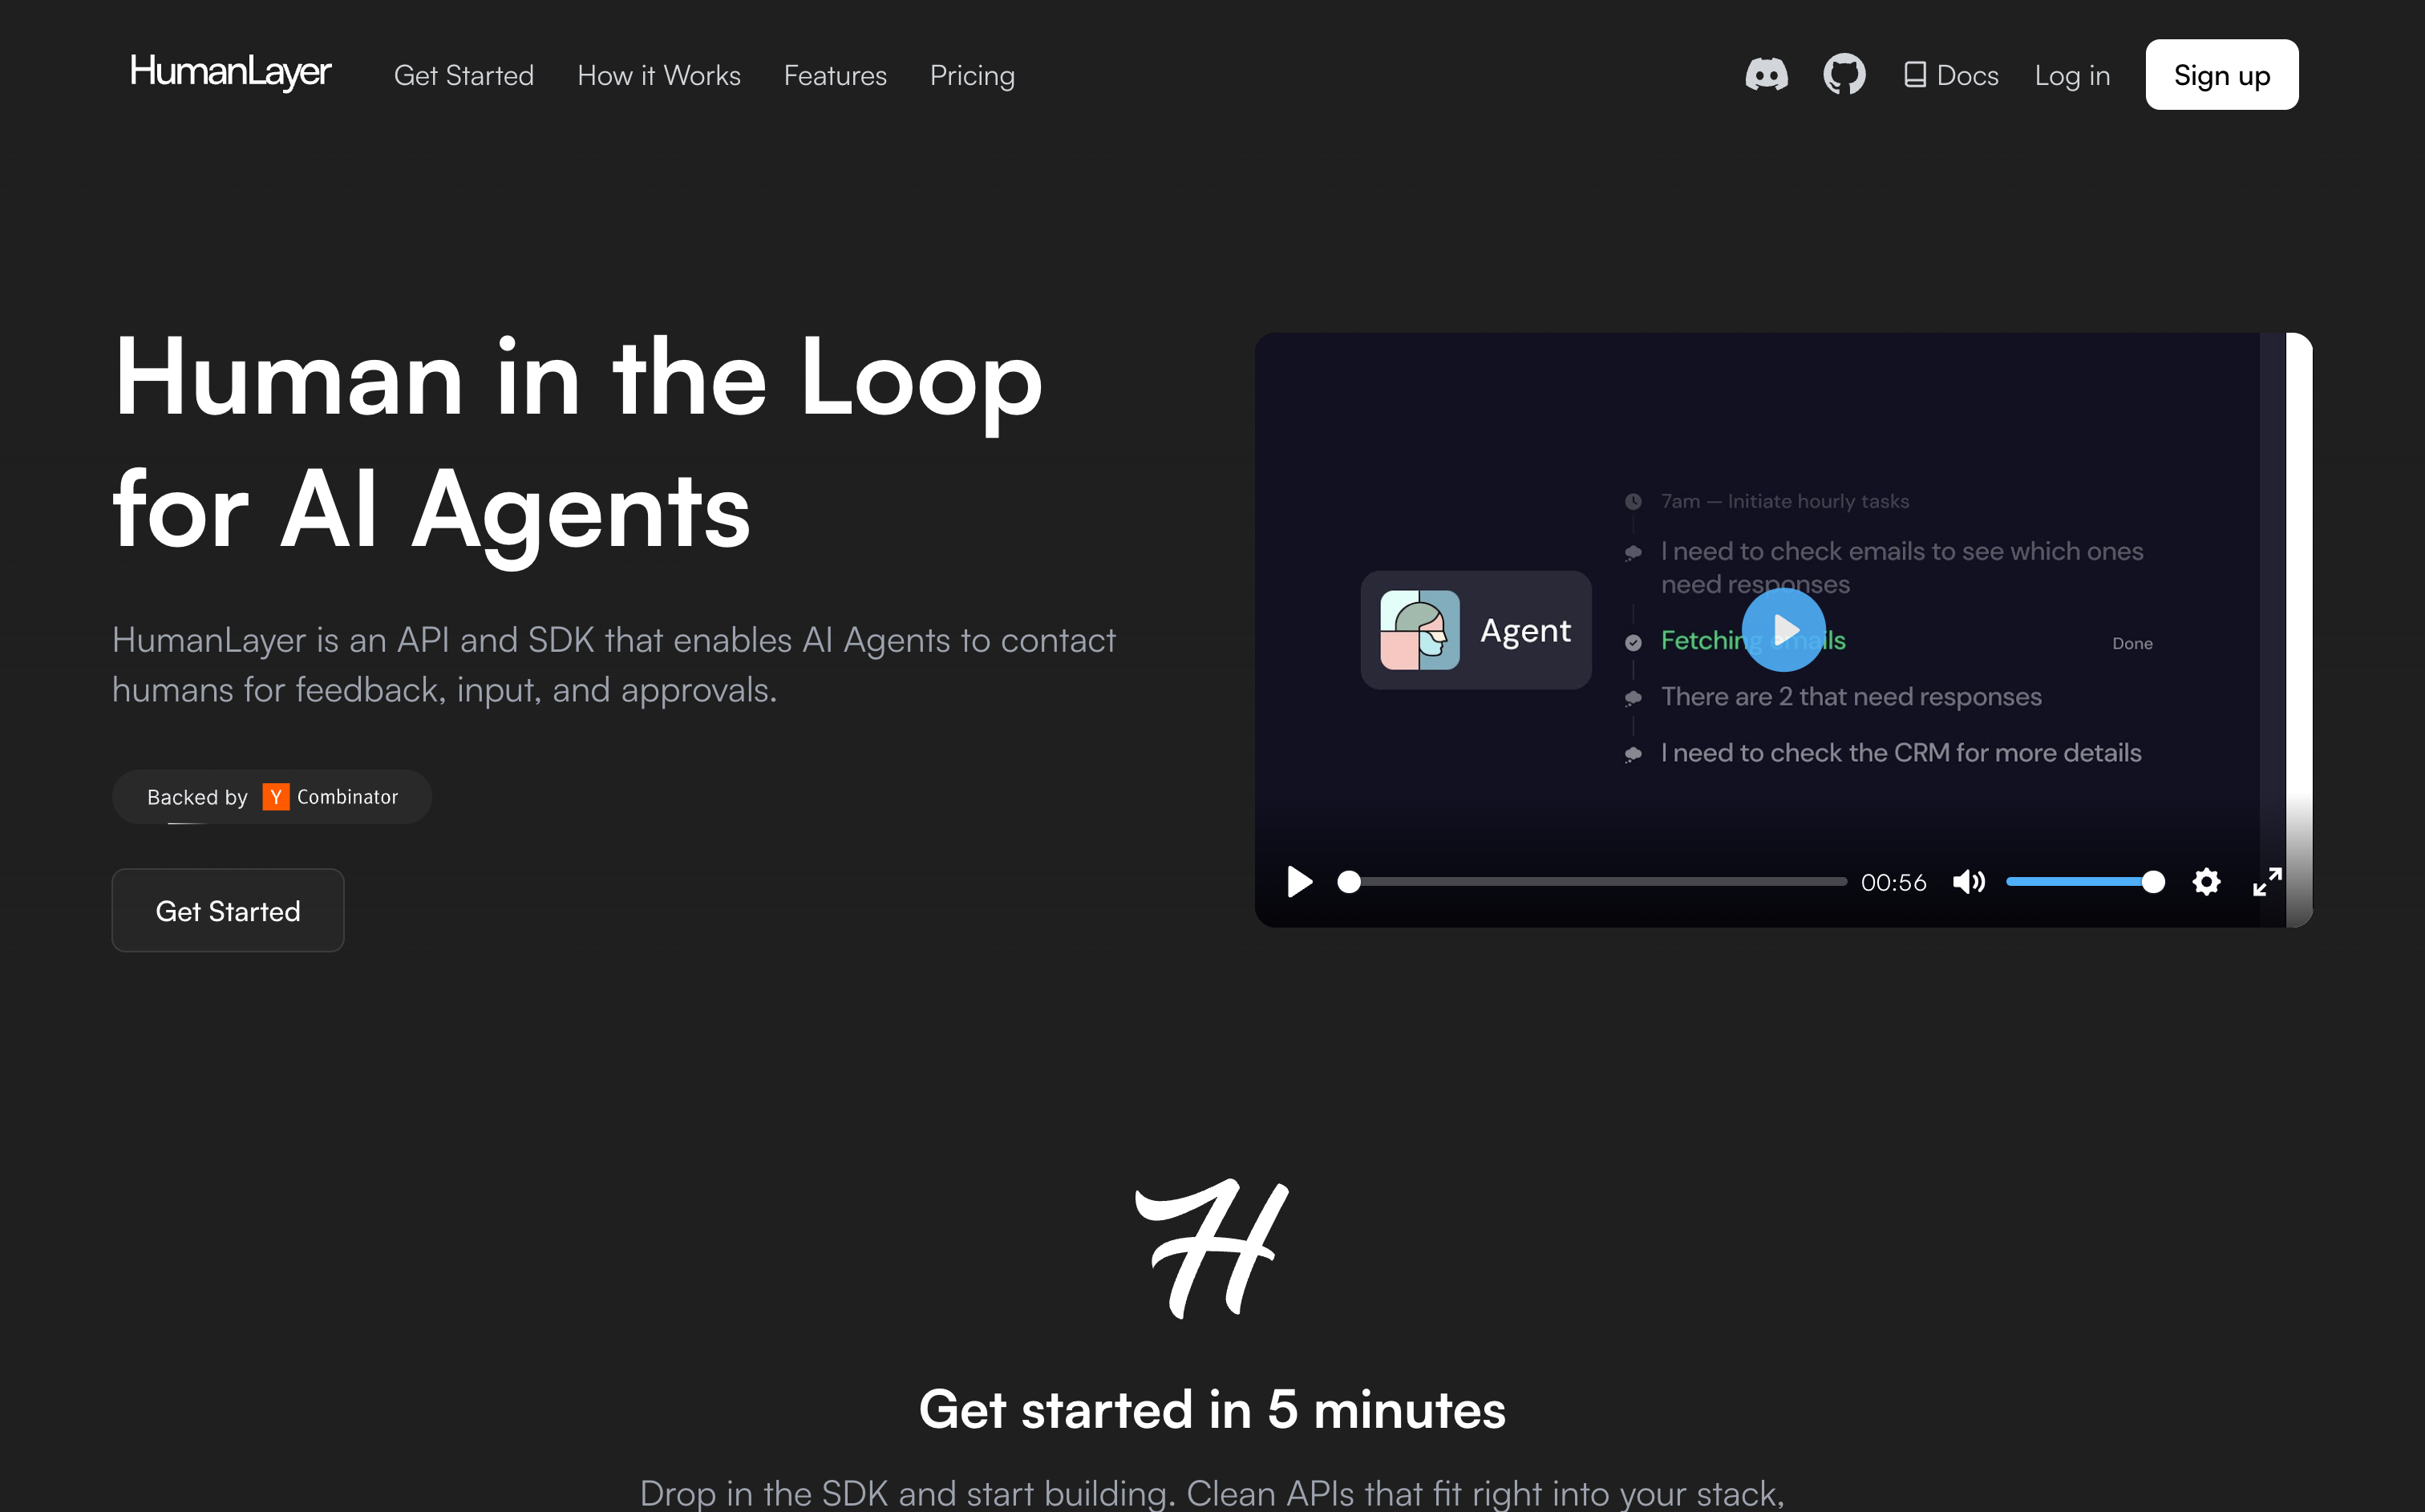 HumanLayer
Get Started
How it Works
Features
Pricing
Docs
Log in
Sign up
Human in the Loop
for AI Agents
HumanLayer is an API and SDK that enables AI Agents to contact
humans for feedback, input, and approvals.
Backed by Y Combinator
Get Started
Agent
7am — Initiate hourly tasks
I need to check emails to see which ones
need responses
Fetching emails
Done
There are 2 that need responses
I need to check the CRM for more details
00:56
H
Get started in 5 minutes
Drop in the SDK and start building. Clean APIs that fit right into your stack,